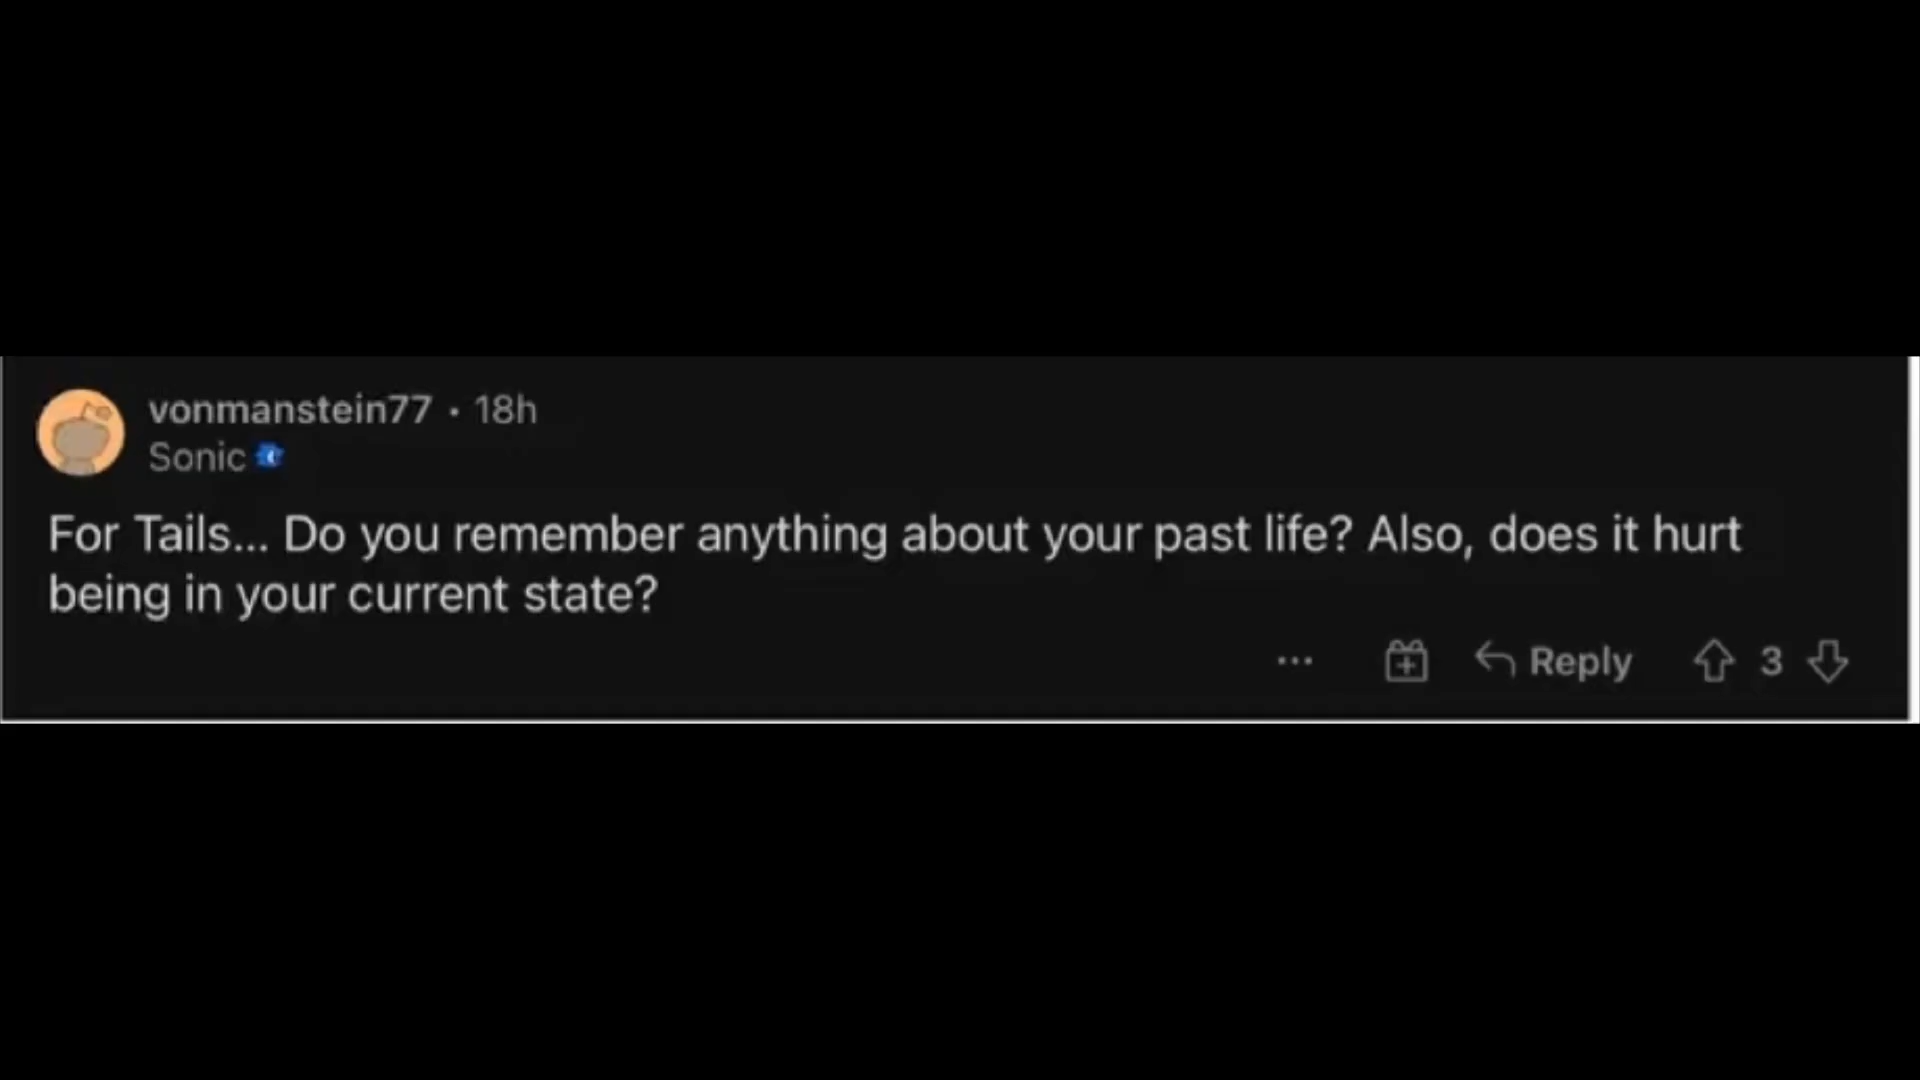 vonmanstein77 · 18h
Sonic
For Tails... Do you remember anything about your past life? Also, does it hurt
being in your current state?
... Reply 3